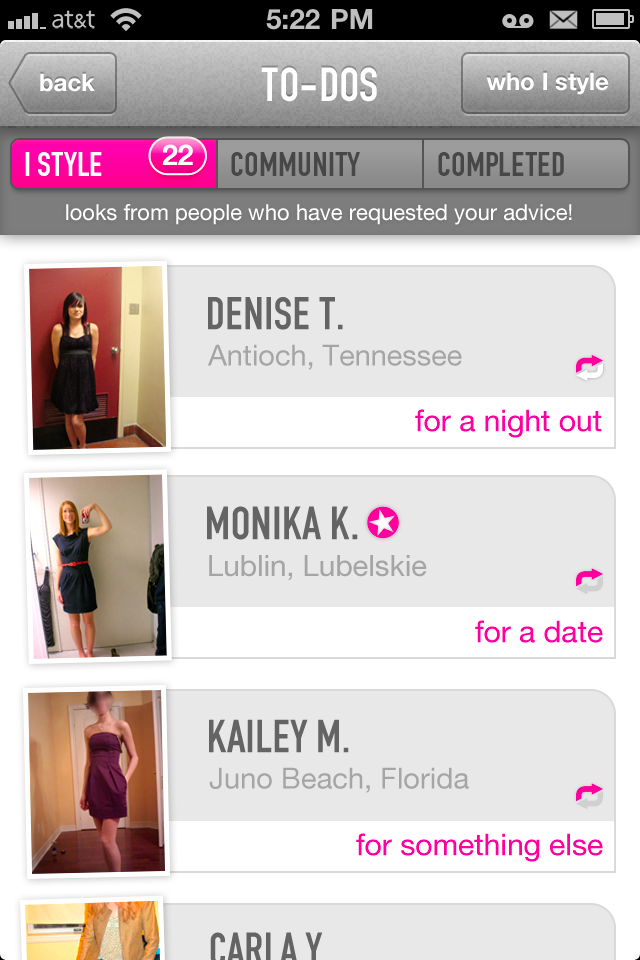 at&t
5:22 PM
back
TO-DOS
who I style
I STYLE
22
COMMUNITY
COMPLETED
looks from people who have requested your advice!
DENISE T.
Antioch, Tennessee
for a night out
MONIKA K.
Lublin, Lubelskie
for a date
KAILEY M.
Juno Beach, Florida
for something else
CARLA Y